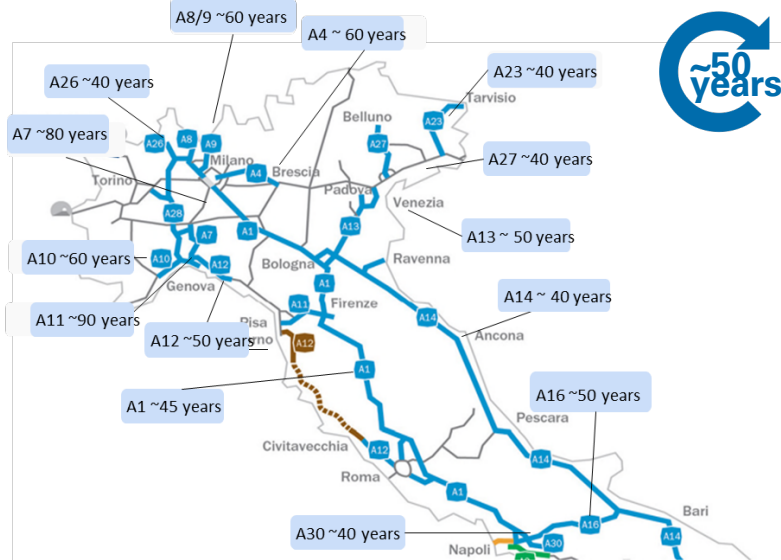 A8/9 ~60 years
A4 ~ 60 years
~50
years
A26 ~40 years
A23 ~40 years
Tarvisio
A7 ~80 years
Belluno
A23
A26
A8
A9
A27
A27 ~40 years
Milano
A4
Brescia
Torino
Padova
Venezia
A28
A13
A7
A1
A13 ~ 50 years
A10 ~60 years
A10
A12
Bologna
Ravenna
Genova
A1
A14 ~ 40 years
A11 ~90 years
A11
Firenze
A14
Pisa
A12 ~50 years
rno
A12
Ancona
A1
A16 ~50 years
A1 ~45 years
Pescara
Civitavecchia
A12
A14
Roma
A1
Bari
A30 ~40 years
A16
A14
Napoli
A30